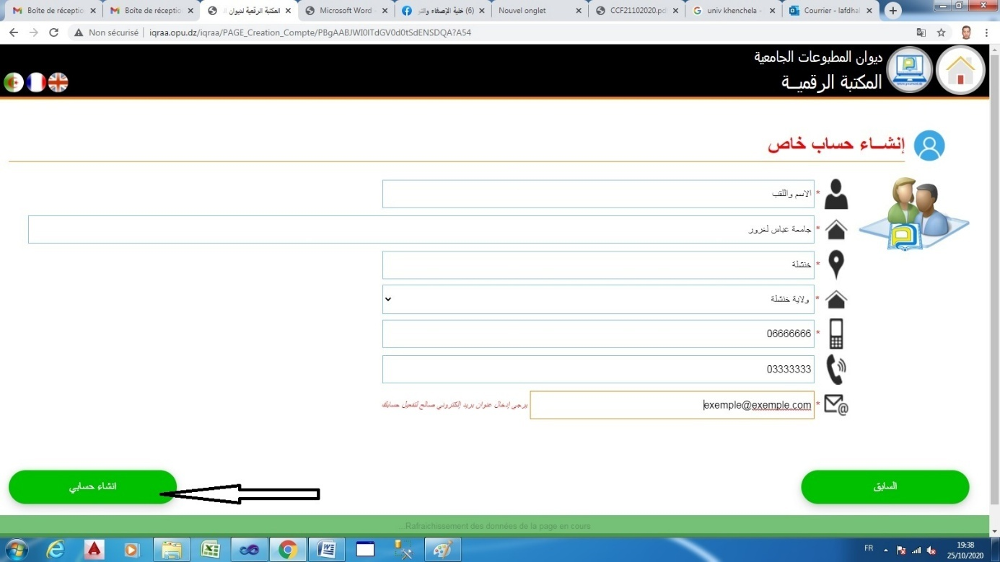 Boîte de réceptio
Boîte de réceptio
المكتبة الرقمية لديوان ا
Microsoft Word -
(6) خلية الإصغاء والتر
Nouvel onglet
CCF21102020.pd
univ khenchela -
Courrier - lafdhal
Non sécurisé | iqraa.opu.dz/iqraa/PAGE_Creation_Compte/PBgAABJWI0ITdGV0d0tSdENSDQA?A54
ديوان المطبوعات الجامعية
المكتبة الرقميــة
إنشــاء حساب خاص
الاسم واللقب *
جامعة عباس لغرور *
خنشلة *
ولاية خنشلة *
06666666 *
03333333
exemple@exemple.com *
يرجى إدخال عنوان بريد إلكتروني صالح لتفعيل حسابك
السابق
انشاء حسابي
Rafraîchissement des données de la page en cours...
FR
19:38
25/10/2020